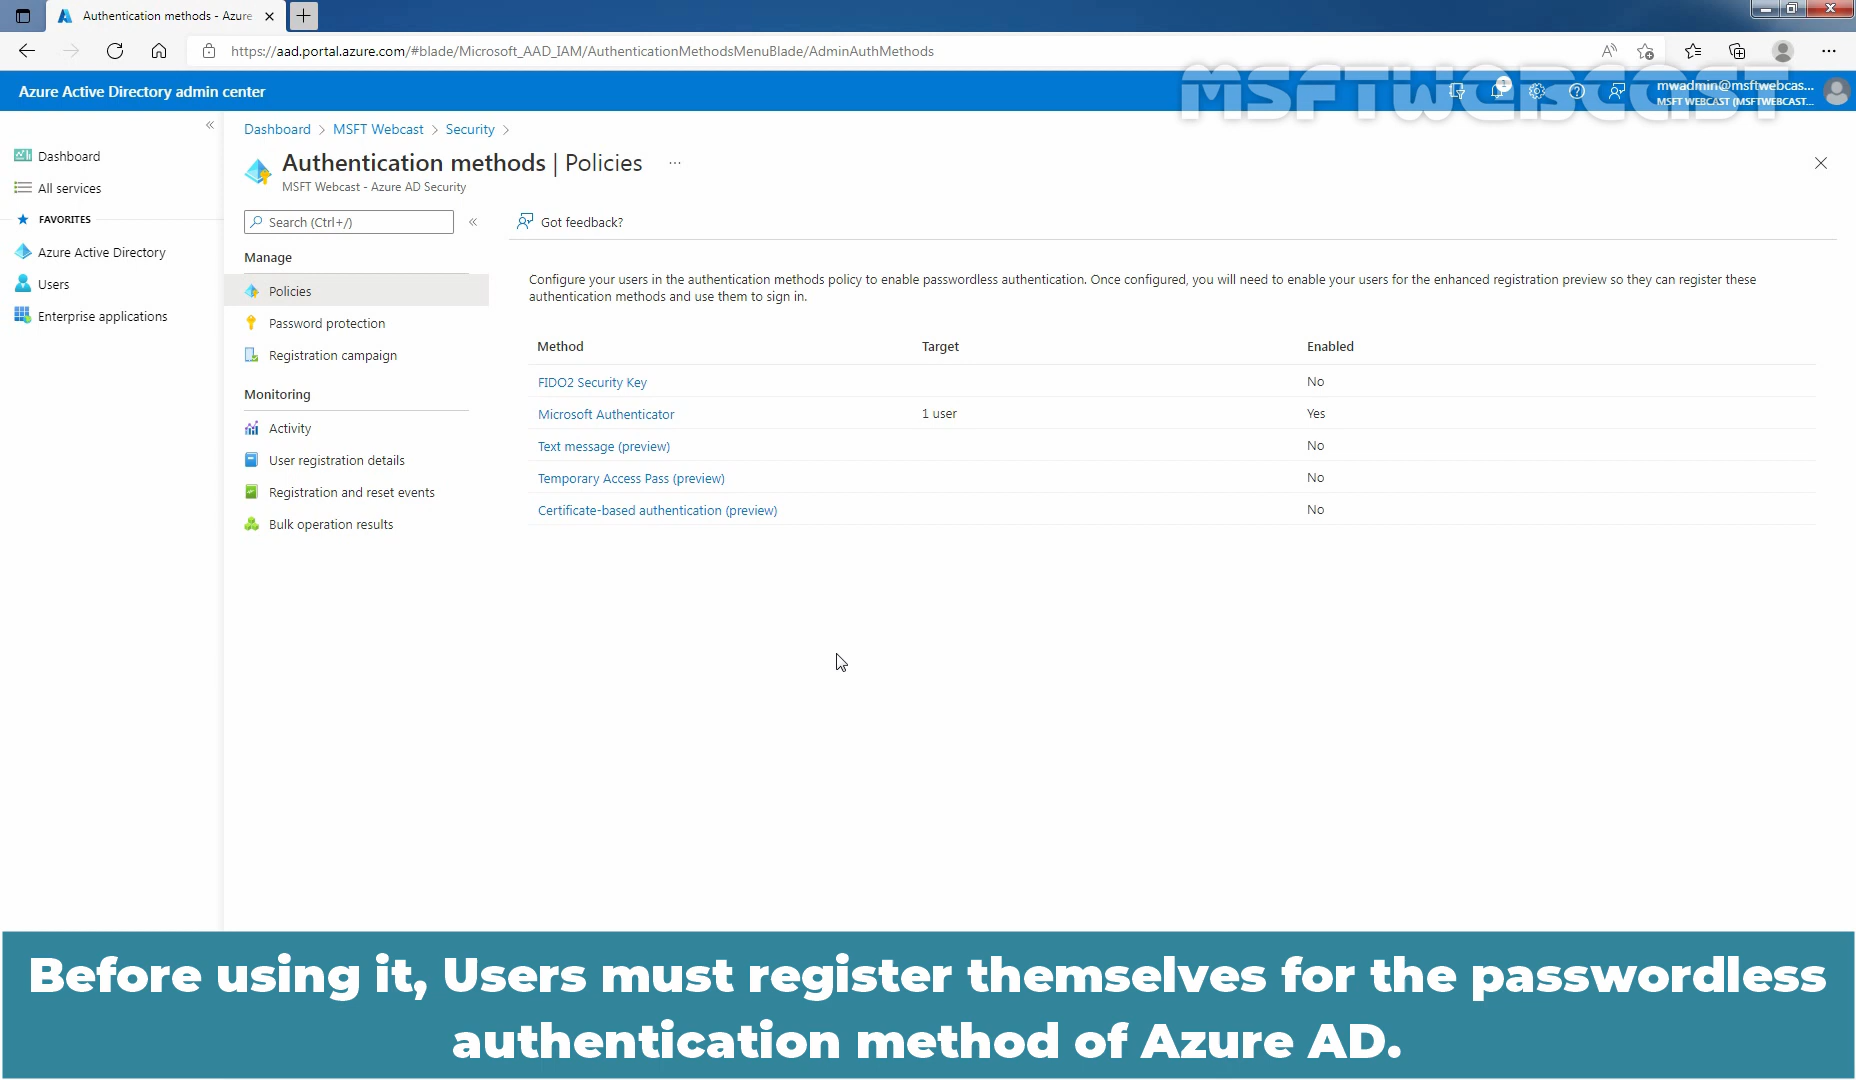 Authentication methods - Azure
https://aad.portal.azure.com/#blade/Microsoft_AAD_IAM/AuthenticationMethodsMenuBlade/AdminAuthMethods
MSFTWEBCAST
Azure Active Directory admin center
1
mwadmin@msftwebcas...
MSFT WEBCAST (MSFTWEBCAST....
Dashboard > MSFT Webcast > Security >
Dashboard
All services
FAVORITES
Azure Active Directory
Users
Enterprise applications
Authentication methods | Policies ...
MSFT Webcast - Azure AD Security
Search (Ctrl+/)
Manage
Policies
Password protection
Registration campaign
Monitoring
Activity
User registration details
Registration and reset events
Bulk operation results
Got feedback?
Configure your users in the authentication methods policy to enable passwordless authentication. Once configured, you will need to enable your users for the enhanced registration preview so they can register these
authentication methods and use them to sign in.
Method Target Enabled
FIDO2 Security Key No
Microsoft Authenticator 1 user Yes
Text message (preview) No
Temporary Access Pass (preview) No
Certificate-based authentication (preview) No
Before using it, Users must register themselves for the passwordless
authentication method of Azure AD.